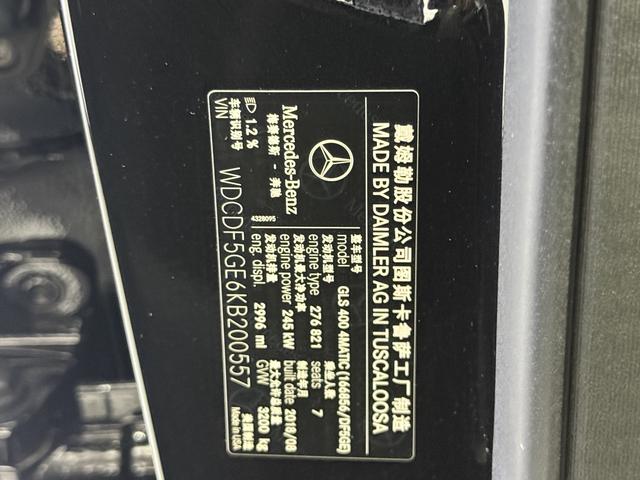 戴姆勒股份公司图斯卡鲁萨工厂制造
MADE BY DAIMLER AG IN TUSCALOOSA
Mercedes-Benz
梅赛德斯 - 奔驰
4328095
1.2 %
整车型号
model GLS 400 4MATIC (166856/DF5GE)
发动机型号 乘坐人数
engine type 276 821 seats 7
发动机最大净功率 制造年月
engine power 245 kW built date 2018/08
发动机排量 最大允许总质量
eng. displ. 2996 ml GVW 3200 kg
车辆识别号 美国制造
VIN WDCDF5GE6KB200557 Made in USA